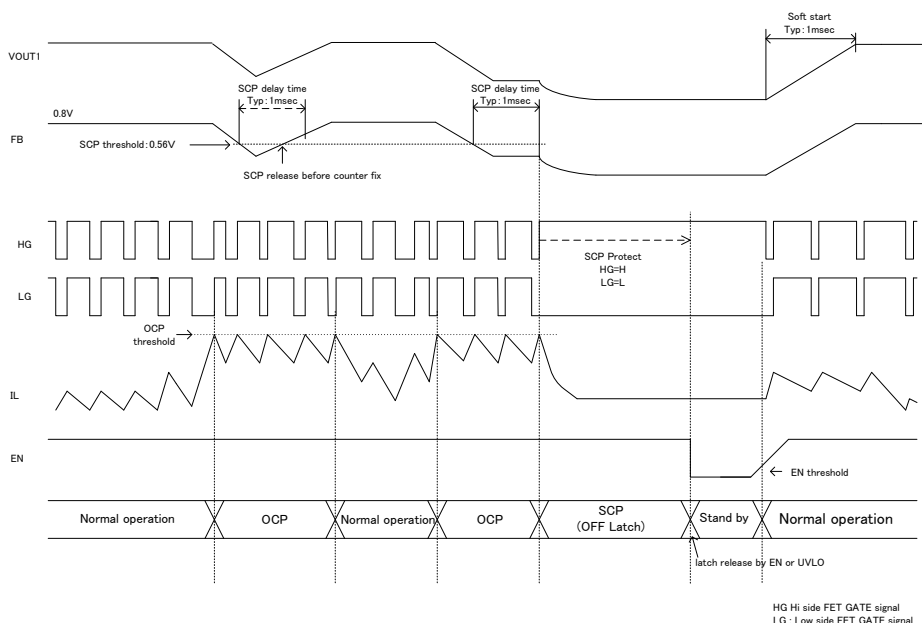 Soft start
Typ:1msec
VOUT1
SCP delay time
Typ:1msec
SCP delay time
Typ:1msec
0.8V
FB
SCP threshold:0.56V
SCP release before counter fix
HG
SCP Protect
HG=H
LG=L
LG
OCP
threshold
IL
EN
EN threshold
Normal operation
OCP
Normal operation
OCP
SCP
(OFF Latch)
Stand by
Normal operation
latch release by EN or UVLO
HG Hi side FET GATE signal
LG : Low side FET GATE signal